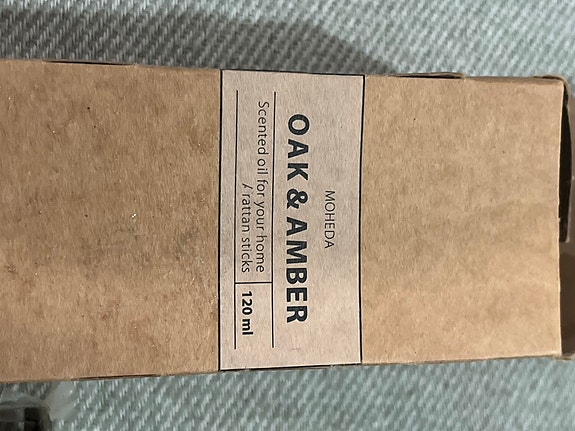 MOHEDA
OAK & AMBER
Scented oil for your home
/ rattan sticks
120 ml